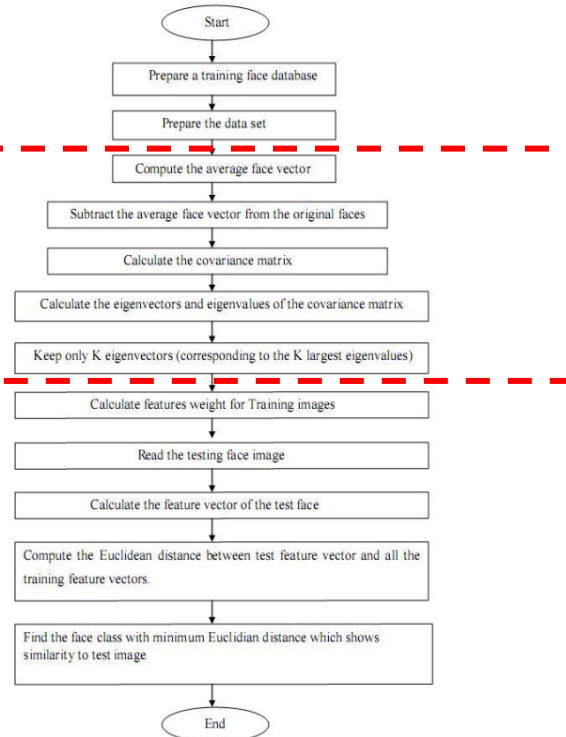 Start
Prepare a training face database
Prepare the data set
Compute the average face vector
Subtract the average face vector from the original faces
Calculate the covariance matrix
Calculate the eigenvectors and eigenvalues of the covariance matrix
Keep only K eigenvectors (corresponding to the K largest eigenvalues)
Calculate features weight for Training images
Read the testing face image
Calculate the feature vector of the test face
Compute the Euclidean distance between test feature vector and all the
training feature vectors.
Find the face class with minimum Euclidian distance which shows
similarity to test image
End